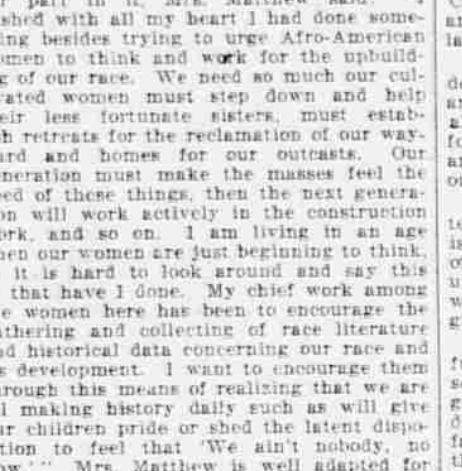 part in it, Mrs. Matthew said: "I
shed with all my heart I had done some-
ing besides trying to urge Afro-American
omen to think and work for the upbuild-
g of our race. We need so much our cul-
ated women must step down and help
eir less fortunate sisters, must estab-
h retreats for the reclamation of our way-
ard and homes for our outcasts. Our
neration must make the masses feel the
eed of these things, then the next genera-
on will work actively in the construction
ork, and so on. I am living in an age
hen our women are just beginning to think,
it is hard to look around and say this
that have I done. My chief work among
e women here has been to encourage the
athering and collecting of race literature
nd historical data concerning our race and
s development. I want to encourage them
hrough this means of realizing that we are
l making history daily such as will give
ur children pride or shed the latent dispo-
tion to feel that 'We ain't nobody, no
ow.'" Mrs. Matthew is well adapted for